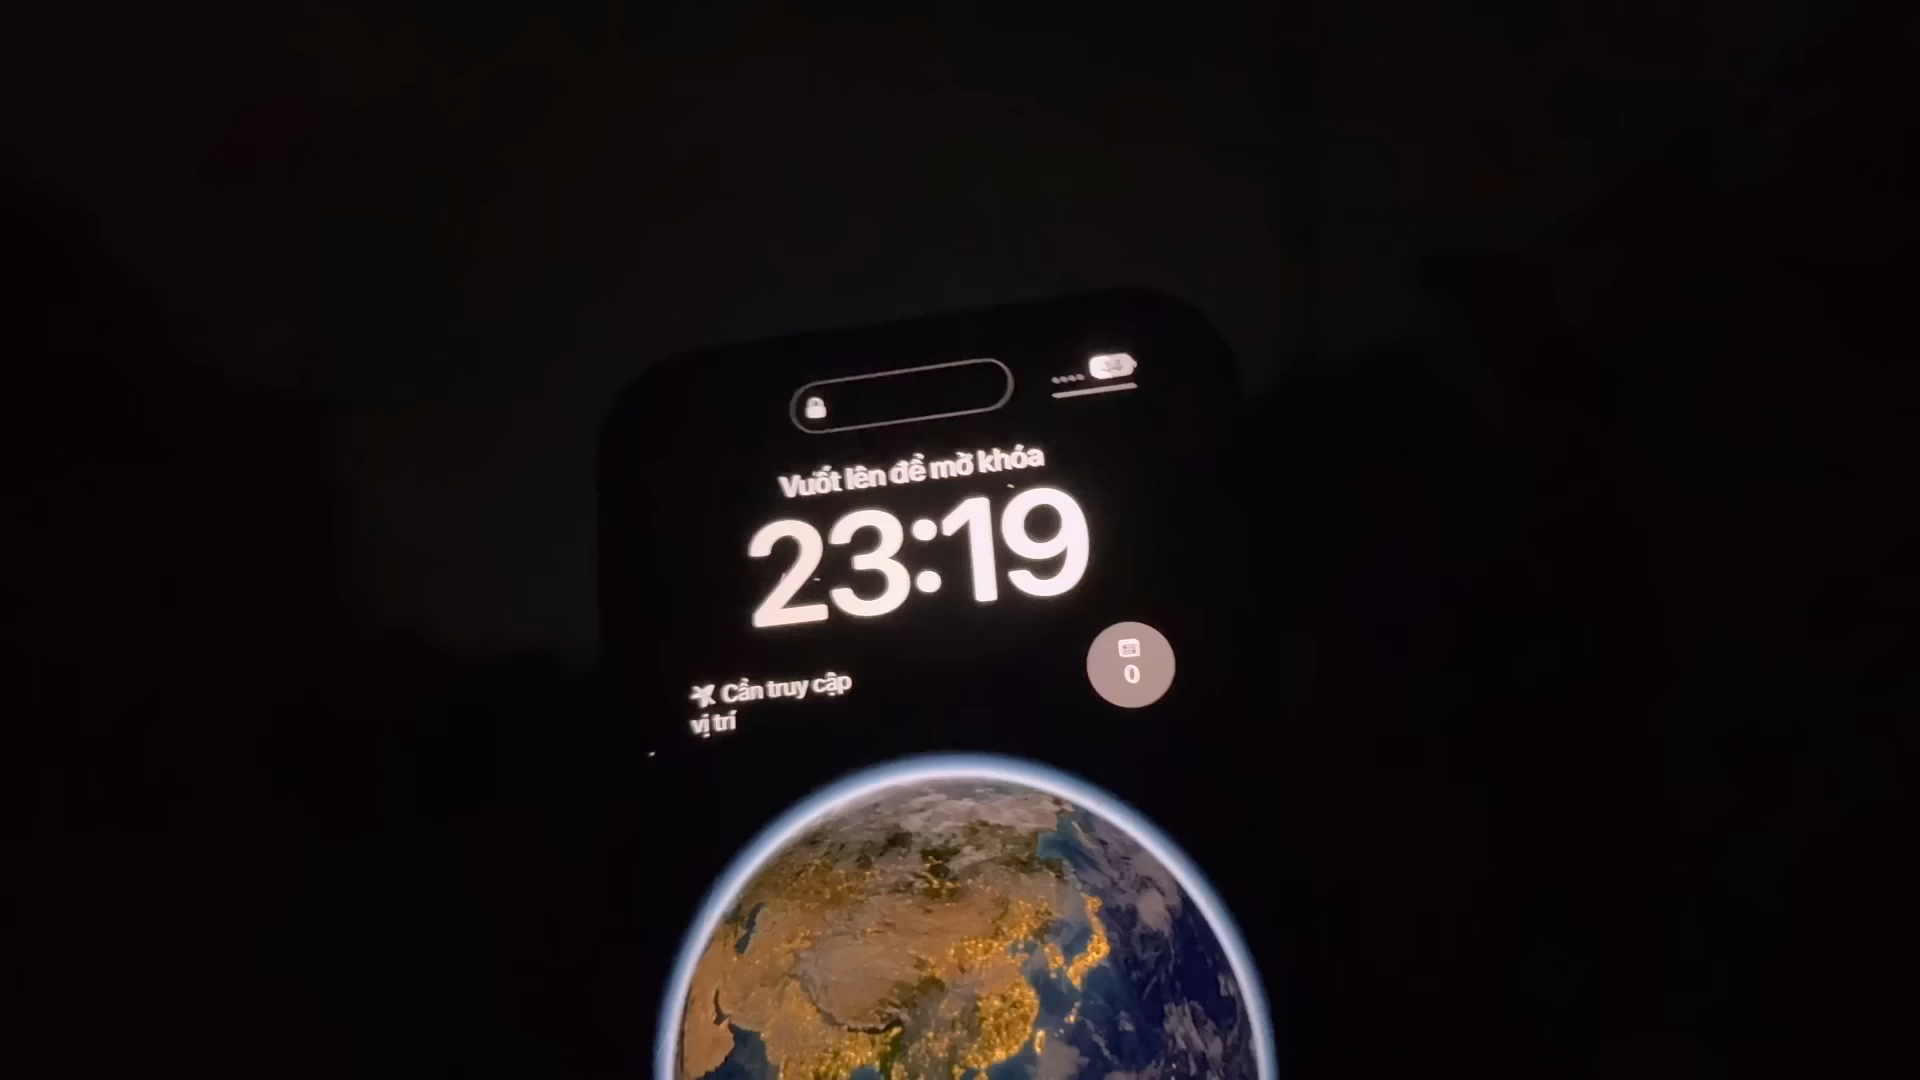 Vuốt lên để mở khóa
23:19
Cần truy cập
vị trí
0